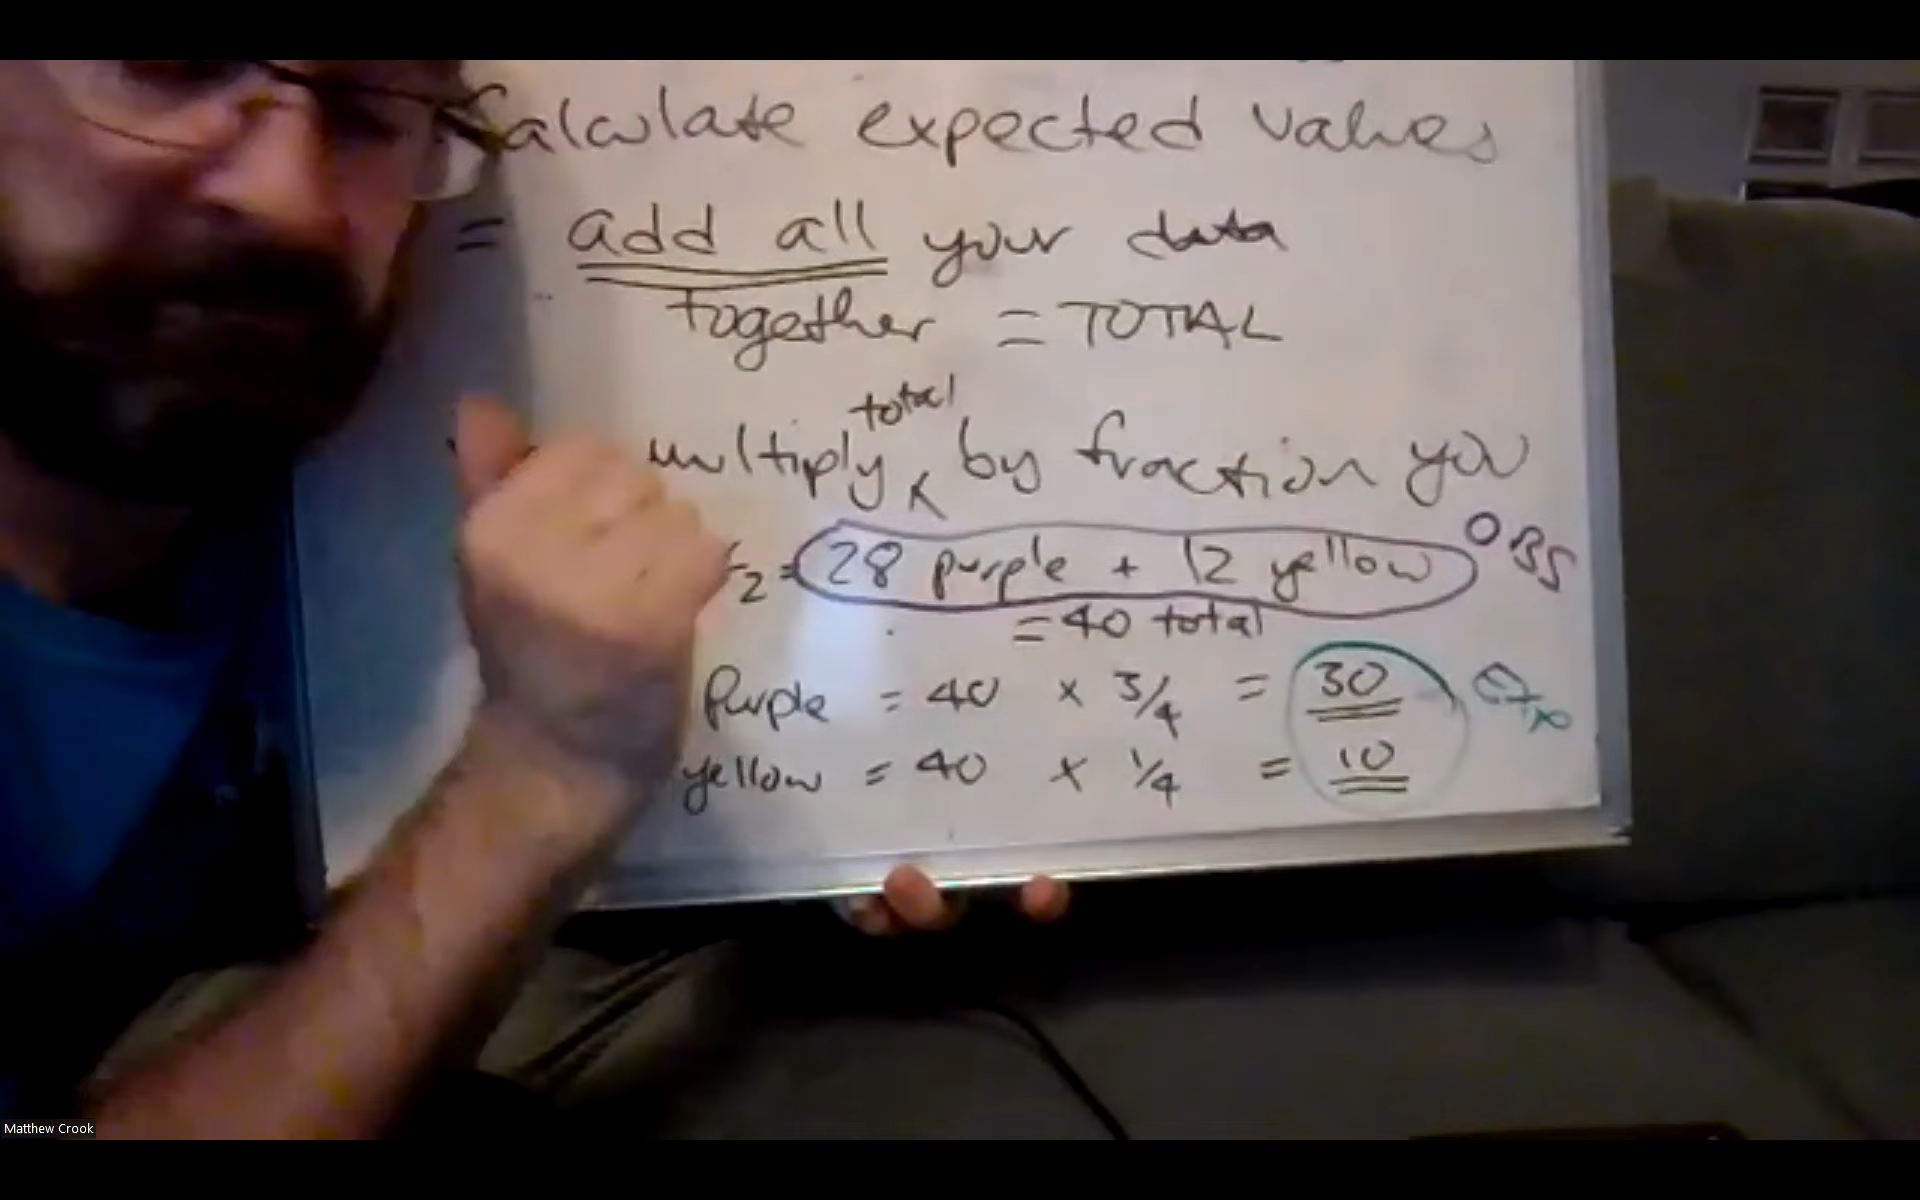 Calculate expected values
= add all your data
together = TOTAL
total
multiply by fraction you
2 = 28 purple + 12 yellow OBS
= 40 total
Purple = 40 x 3/4 = 30 Exp
yellow = 40 x 1/4 = 10
Matthew Crook